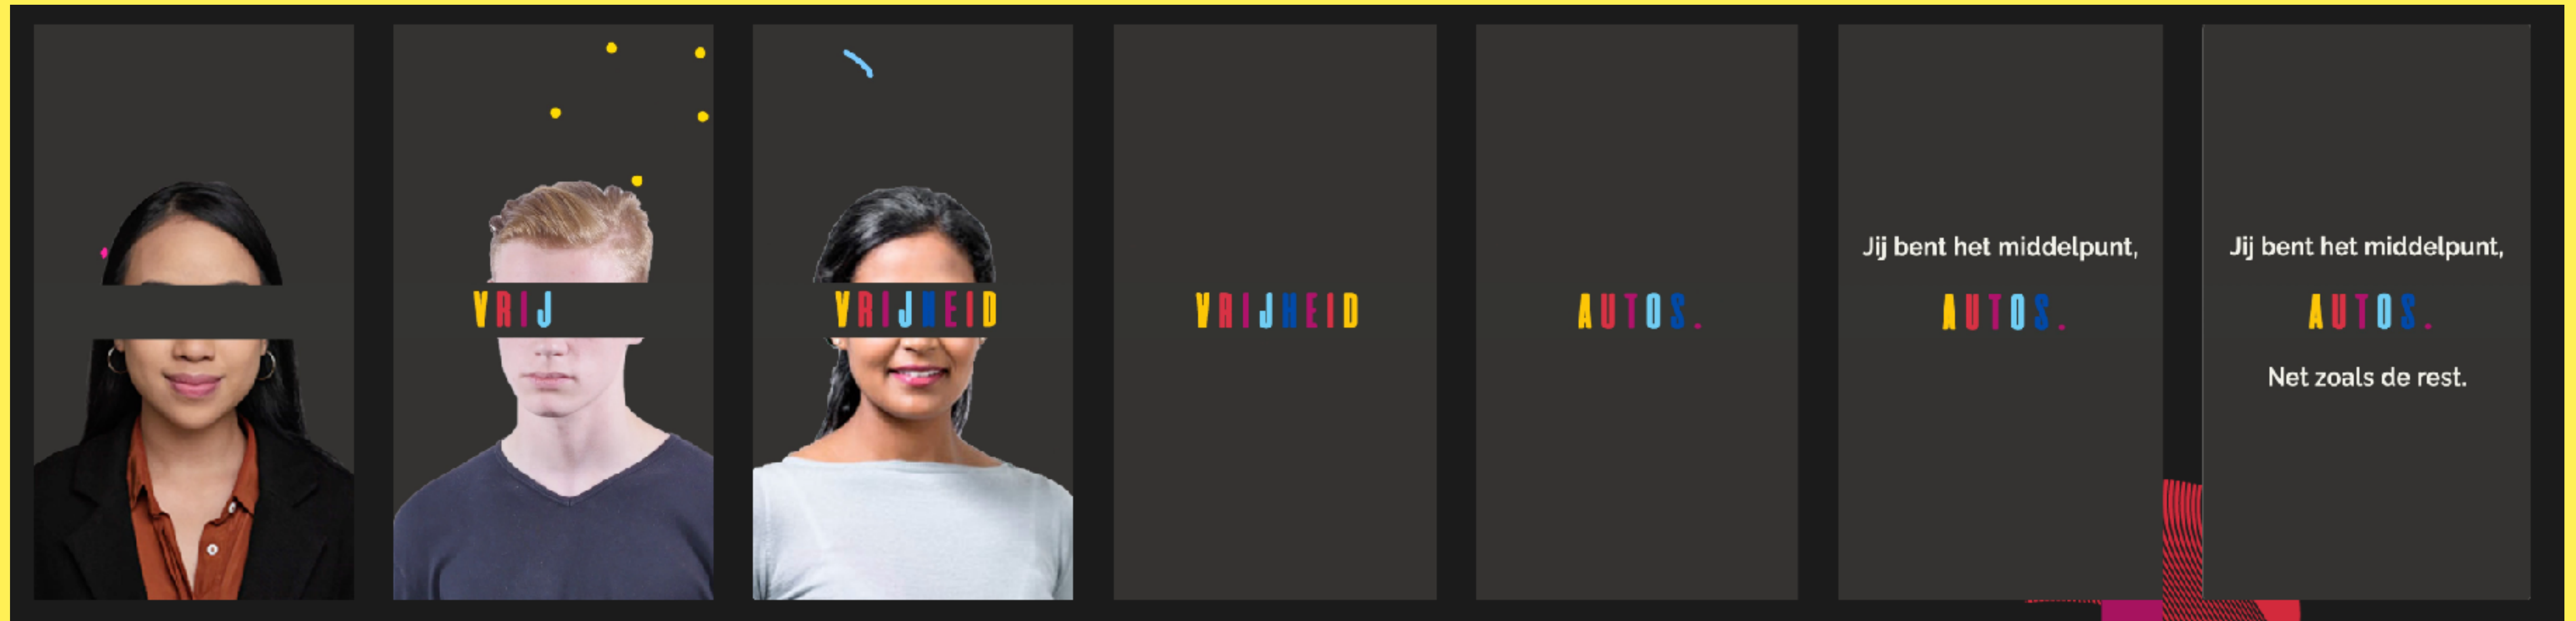 VRIJ
VRIJHEID
VRIJHEID
AUTOS.
Jij bent het middelpunt,
AUTOS.
Jij bent het middelpunt,
AUTOS.
Net zoals de rest.